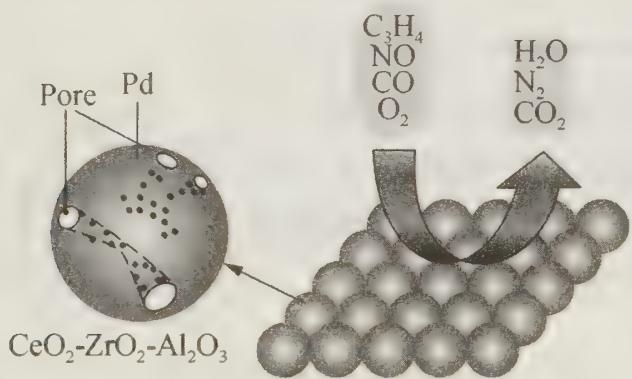 Pore
Pd
CeO₂-ZrO₂-Al₂O₃
C₃H₄
NO
CO
O₂
H₂O
N₂
CO₂